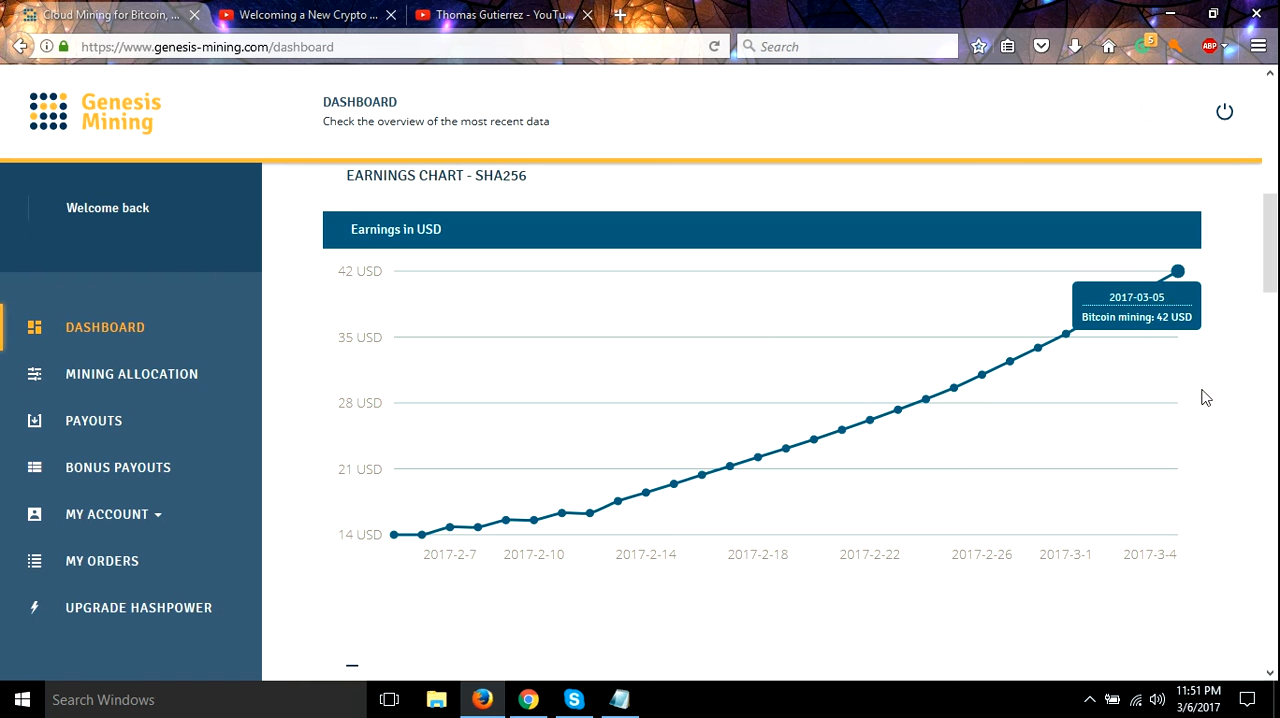 Cloud Mining for Bitcoin, ...
Welcoming a New Crypto ...
Thomas Gutierrez - YouTu...
https://www.genesis-mining.com/dashboard
Search
5
ABP
Genesis
Mining
DASHBOARD
Check the overview of the most recent data
Welcome back
DASHBOARD
MINING ALLOCATION
PAYOUTS
BONUS PAYOUTS
MY ACCOUNT
MY ORDERS
UPGRADE HASHPOWER
EARNINGS CHART - SHA256
Earnings in USD
42 USD
35 USD
28 USD
21 USD
14 USD
2017-03-05
Bitcoin mining: 42 USD
2017-2-7
2017-2-10
2017-2-14
2017-2-18
2017-2-22
2017-2-26
2017-3-1
2017-3-4
Search Windows
11:51 PM
3/6/2017